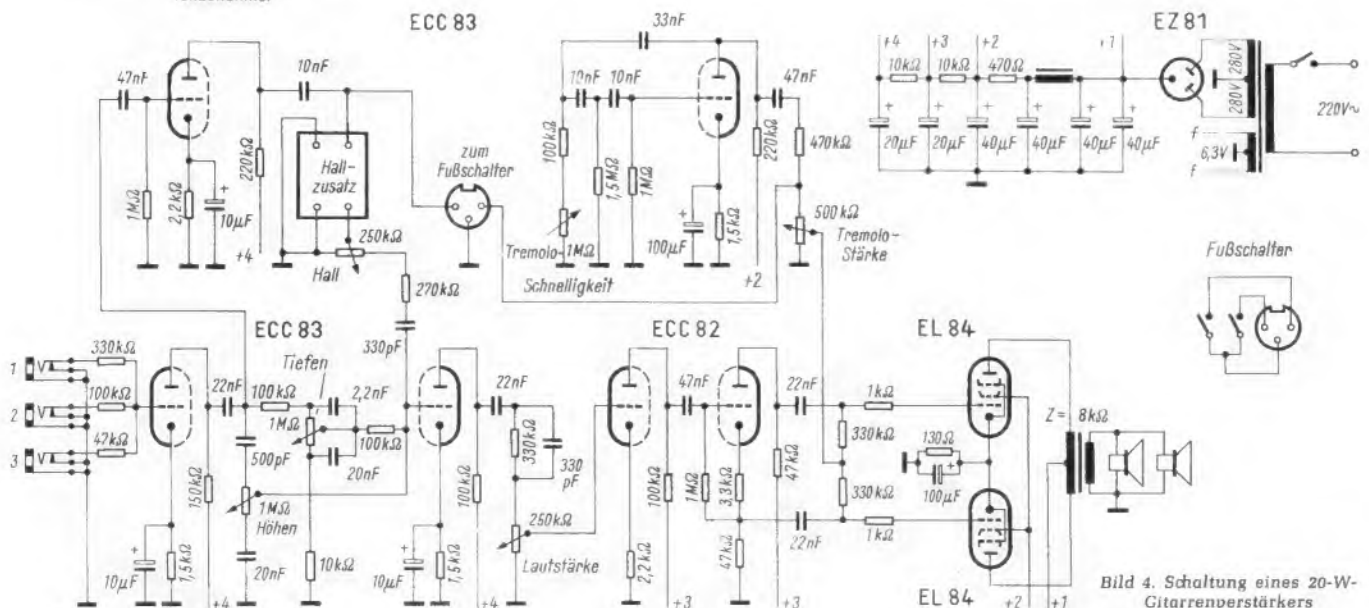 ECC 83
33nF
EZ 81
47nF
10nF
10nF
10nF
47nF
+4
+3
+2
+1
10kΩ
10kΩ
470Ω
280V
280V
220V~
6,3V
f
f
20µF
20µF
40µF
40µF
40µF
40µF
1MΩ
2,2kΩ
10µF
220kΩ
+4
Hall-
zusatz
250kΩ
Hall
zum
Fußschalter
100kΩ
1,5MΩ
1MΩ
Tremolo-
1MΩ
Schnelligkeit
100µF
1,5kΩ
220kΩ
+2
470kΩ
500kΩ
Tremolo-
Stärke
Fußschalter
270kΩ
330pF
ECC 83
ECC 82
EL 84
1
V
330kΩ
2
V
100kΩ
3
V
47kΩ
22nF
100kΩ
Tiefen
2,2nF
1MΩ
100kΩ
20nF
500pF
1MΩ
Höhen
20nF
10kΩ
150kΩ
10µF
1,5kΩ
+4
22nF
330kΩ
330
pF
100kΩ
250kΩ
Lautstärke
10µF
1,5kΩ
+4
47nF
22nF
100kΩ
1MΩ
3,3kΩ
47kΩ
2,2kΩ
47kΩ
22nF
+3
+3
1kΩ
330kΩ
330kΩ
1kΩ
130Ω
100µF
Z = 8kΩ
EL 84
+2
+1
Bild 4. Schaltung eines 20-W-
Gitarrenverstärkers